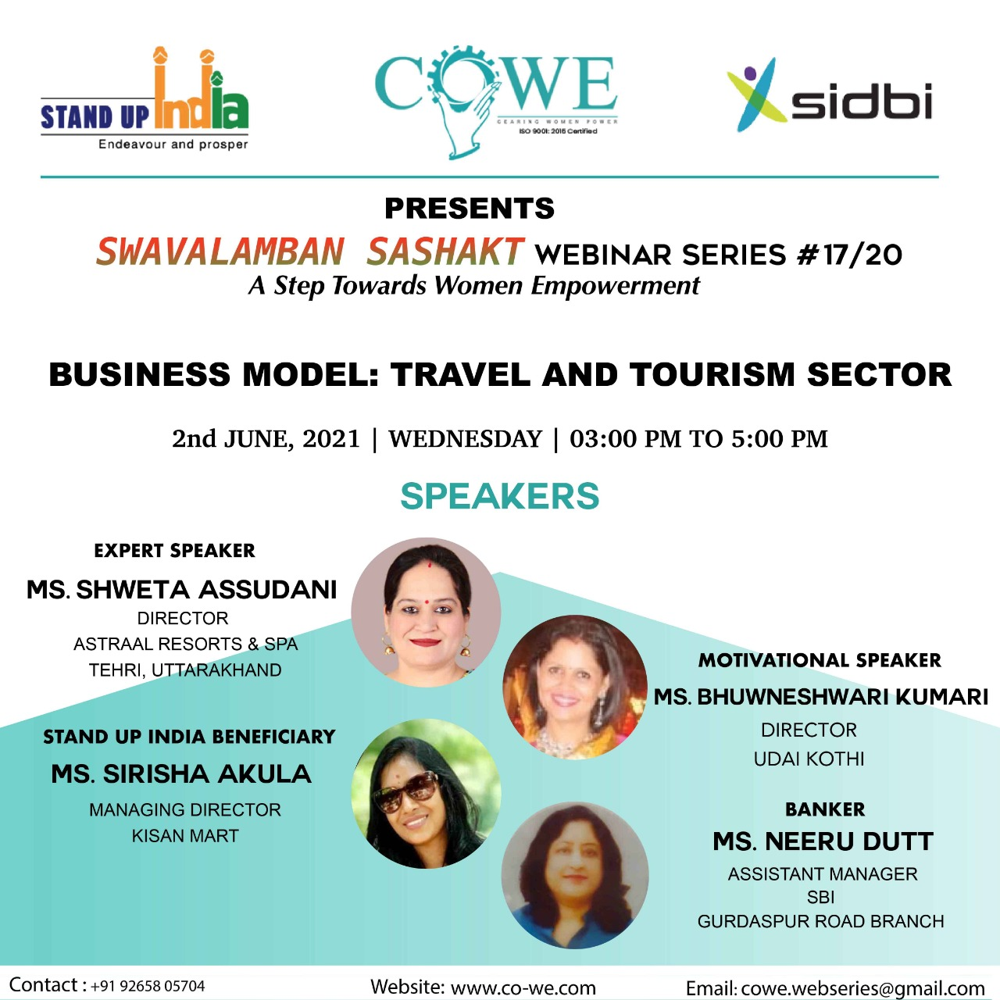 STAND UP India
Endeavour and prosper
COWE
GEARING WOMEN POWER
ISO 9001: 2015 Certified
sidbi
PRESENTS
SWAVALAMBAN SASHAKT WEBINAR SERIES #17/20
A Step Towards Women Empowerment
BUSINESS MODEL: TRAVEL AND TOURISM SECTOR
2nd JUNE, 2021 | WEDNESDAY | 03:00 PM TO 5:00 PM
SPEAKERS
EXPERT SPEAKER
MS. SHWETA ASSUDANI
DIRECTOR
ASTRAAL RESORTS & SPA
TEHRI, UTTARAKHAND
MOTIVATIONAL SPEAKER
MS. BHUWNESHWARI KUMARI
DIRECTOR
UDAI KOTHI
STAND UP INDIA BENEFICIARY
MS. SIRISHA AKULA
MANAGING DIRECTOR
KISAN MART
BANKER
MS. NEERU DUTT
ASSISTANT MANAGER
SBI
GURDASPUR ROAD BRANCH
Contact : +91 92658 05704
Website: www.co-we.com
Email: cowe.webseries@gmail.com